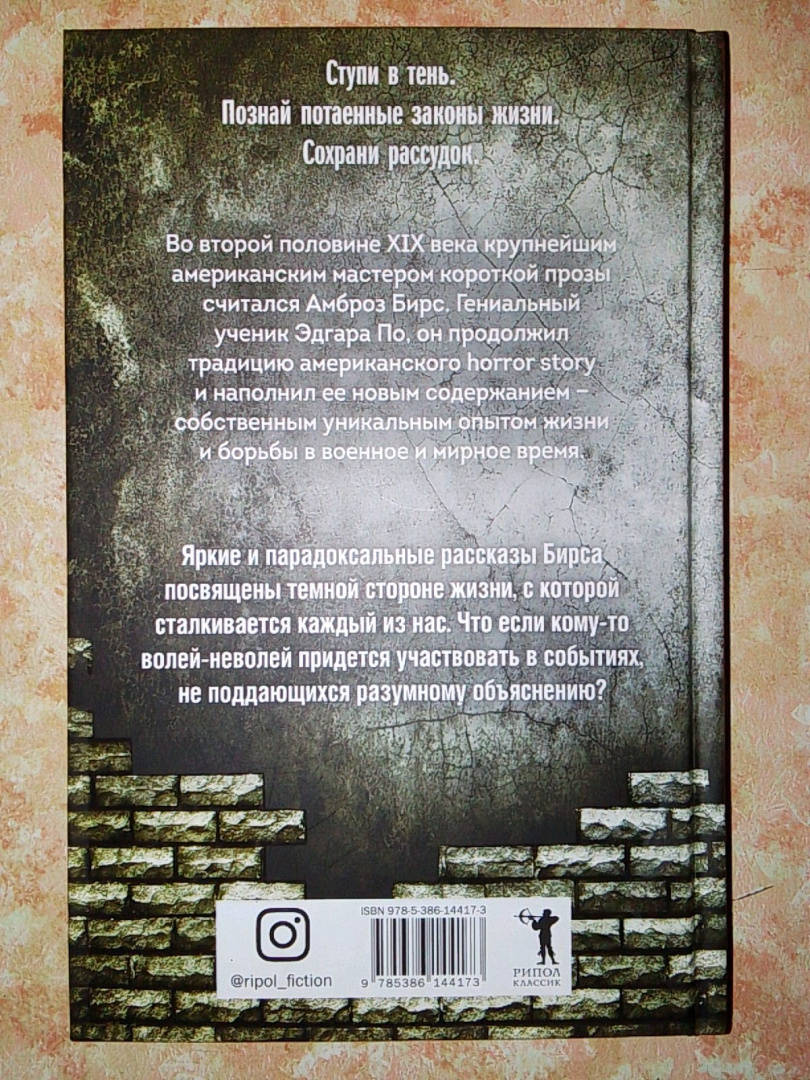 Ступи в тень.
Познай потаенные законы жизни.
Сохрани рассудок.
Во второй половине XIX века крупнейшим
американским мастером короткой прозы
считался Амброз Бирс. Гениальный
ученик Эдгара По, он продолжил
традицию американского horror story
и наполнил ее новым содержанием –
собственным уникальным опытом жизни
и борьбы в военное и мирное время.
Яркие и парадоксальные рассказы Бирса
посвящены темной стороне жизни, с которой
сталкивается каждый из нас. Что если кому-то
волей-неволей придется участвовать в событиях,
не поддающихся разумному объяснению?
ISBN 978-5-386-14417-3
@ripol_fiction
9 785386 144173
РИПОЛ
КЛАССИК